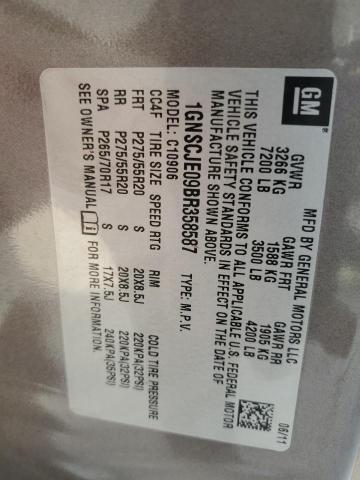 GM
MFD BY GENERAL MOTORS LLC 06/11
GVWR GAWR FRT GAWR RR
3266 KG 1588 KG 1905 KG
7200 LB 3500 LB 4200 LB
THIS VEHICLE CONFORMS TO ALL APPLICABLE U.S. FEDERAL MOTOR
VEHICLE SAFETY STANDARDS IN EFFECT ON THE DATE OF
MANUFACTURE SHOWN ABOVE.
1GNSCJE09BR358587 TYPE: M.P.V.
MODEL: C10906
CC4F TIRE SIZE SPEED RTG RIM COLD TIRE PRESSURE
FRT P275/55R20 S 20X8.5J 220KPA(32PSI)
RR P275/55R20 S 20X8.5J 220KPA(32PSI)
SPA P265/70R17 S 17X7.5J 240KPA(35PSI)
SEE OWNER'S MANUAL FOR MORE INFORMATION.